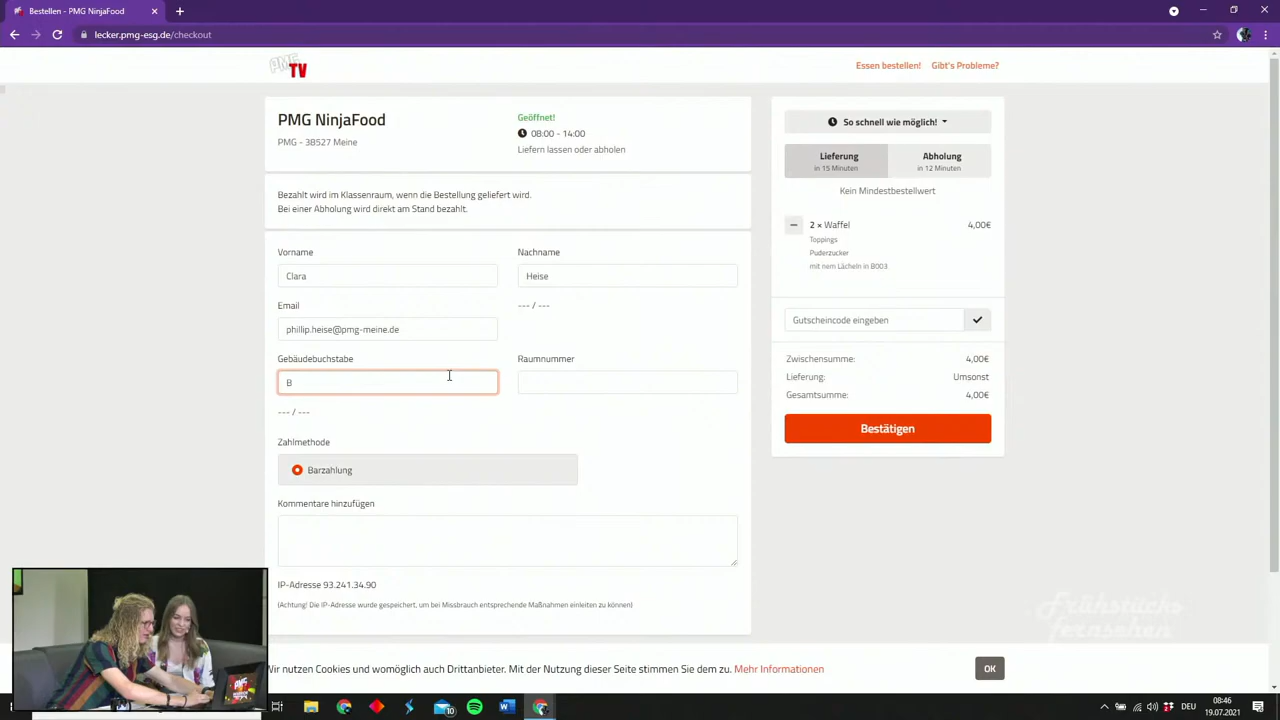 Bestellen - PMG-ESG.de
lecker.pmg-esg.de/checkout
PMG
TV
Essen bestellen!
Gibt's Probleme?
PMG NinjaFood
PMG - 38527 Meine
Geöffnet!
08:00 - 14:00
Liefern lassen oder abholen
Bezahlt wird im Klassenraum, wenn die Bestellung geliefert wird.
Bei einer Abholung wird direkt am Stand bezahlt.
Vorname
Nachname
Clara
Heise
Email
--- / ---
phillip.heise@pmg-meine.de
Gebäudebuchstabe
Raumnummer
B
--- / ---
Zahlmethode
Barzahlung
Kommentare hinzufügen
IP-Adresse 93.241.34.90
(Achtung! Die IP-Adresse wurde gespeichert, um bei Missbrauch entsprechende Maßnahmen einleiten zu können)
So schnell wie möglich!
Lieferung
in 15 Minuten
Abholung
in 12 Minuten
Kein Mindestbestellwert
2 × Waffel 4,00€
Toppings
Puderzucker
mit nem Lächeln in B003
Gutscheincode eingeben
Zwischensumme: 4,00€
Lieferung: Umsonst
Gesamtsumme: 4,00€
Bestätigen
Frühstücks
fernsehen
Wir nutzen Cookies und womöglich auch Drittanbieter. Mit der Nutzung dieser Seite stimmen Sie dem zu. Mehr Informationen
OK
10
DEU
08:46
19.07.2021